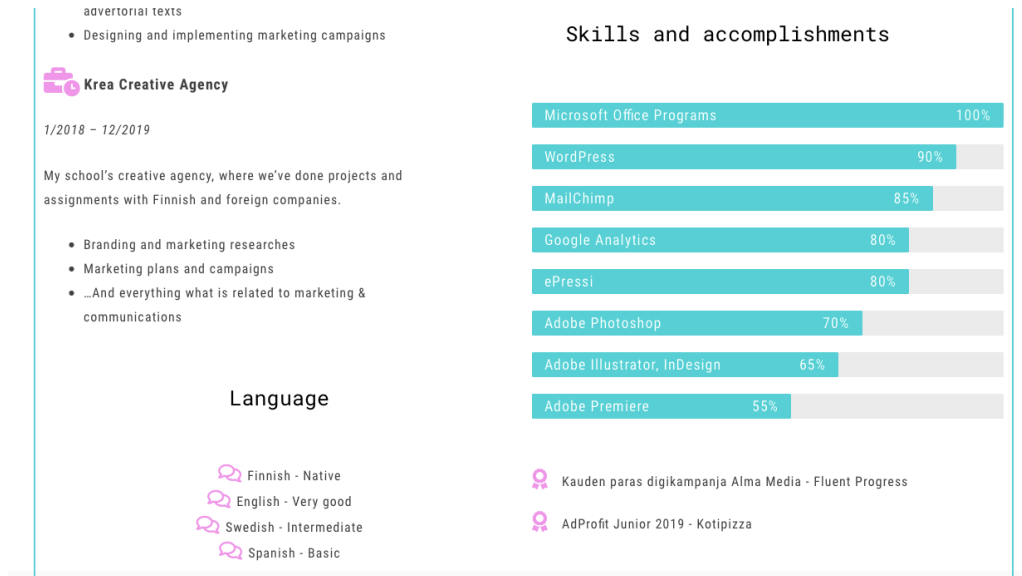 advertorial texts
Designing and implementing marketing campaigns
Krea Creative Agency
1/2018 – 12/2019
My school's creative agency, where we've done projects and
assignments with Finnish and foreign companies.
Branding and marketing researches
Marketing plans and campaigns
…And everything what is related to marketing &
communications
Language
Finnish - Native
English - Very good
Swedish - Intermediate
Spanish - Basic
Skills and accomplishments
Microsoft Office Programs 100%
WordPress 90%
MailChimp 85%
Google Analytics 80%
ePressi 80%
Adobe Photoshop 70%
Adobe Illustrator, InDesign 65%
Adobe Premiere 55%
Kauden paras digikampanja Alma Media - Fluent Progress
AdProfit Junior 2019 - Kotipizza